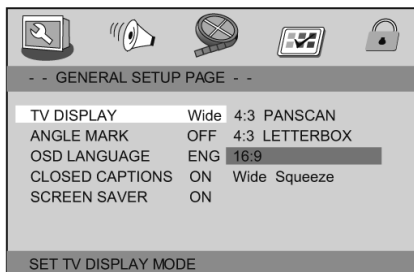 - - GENERAL SETUP PAGE - -
TV DISPLAY Wide 4:3 PANSCAN
ANGLE MARK OFF 4:3 LETTERBOX
OSD LANGUAGE ENG 16:9
CLOSED CAPTIONS ON Wide Squeeze
SCREEN SAVER ON
SET TV DISPLAY MODE